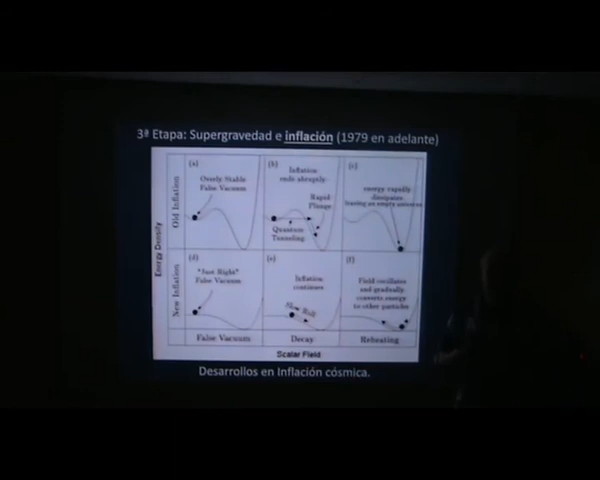 3ª Etapa: Supergravedad e inflación (1979 en adelante)
Old Inflation
(a)
Overly Stable
False Vacuum
(b)
Inflation
ends abruptly
Rapid
Plunge
Quantum
Tunneling
(c)
energy rapidly
dissipates
leaving an empty universe
Energy Density
New Inflation
(d)
"Just Right"
False Vacuum
(e)
Inflation
continues
Slow Roll
(f)
Field oscillates
and gradually
converts energy
to other particles
False Vacuum
Decay
Reheating
Scalar Field
Desarrollos en Inflación cósmica.